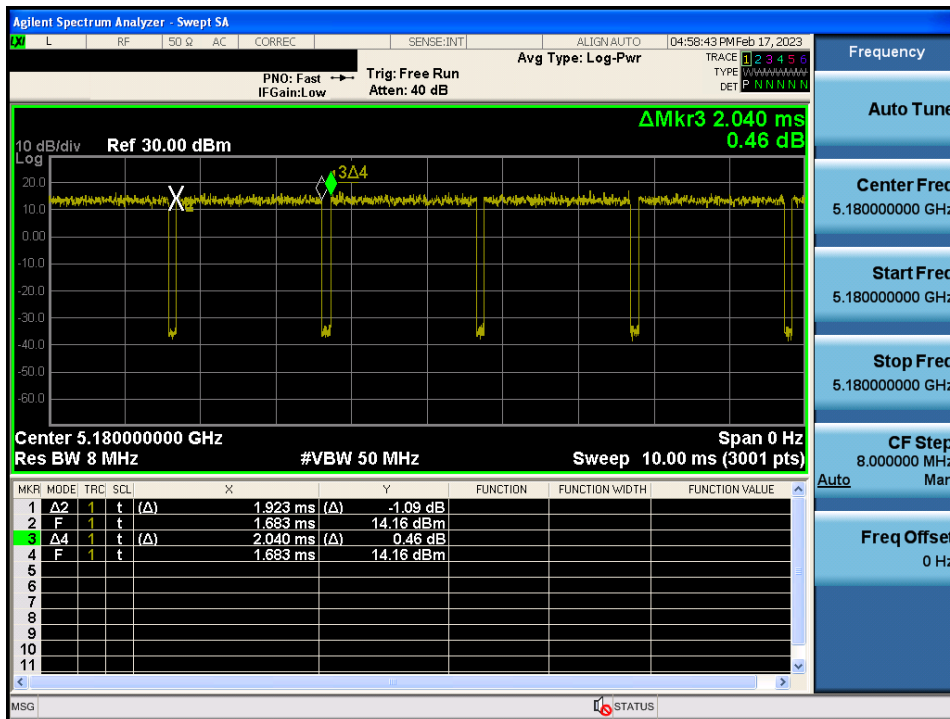 Agilent Spectrum Analyzer - Swept SA
LXI L RF 50 Ω AC CORREC SENSE:INT ALIGN AUTO 04:58:43 PM Feb 17, 2023
PNO: Fast
IFGain:Low
Trig: Free Run
Atten: 40 dB
Avg Type: Log-Pwr
TRACE 1 2 3 4 5 6
TYPE
DET P N N N N N
ΔMkr3 2.040 ms
0.46 dB
10 dB/div Ref 30.00 dBm
Log
20.0
10.0
0.00
-10.0
-20.0
-30.0
-40.0
-50.0
-60.0
3Δ4
Center 5.180000000 GHz Span 0 Hz
Res BW 8 MHz #VBW 50 MHz Sweep 10.00 ms (3001 pts)
MKR MODE TRC SCL X Y FUNCTION FUNCTION WIDTH FUNCTION VALUE
1 Δ2 1 t (Δ) 1.923 ms (Δ) -1.09 dB
2 F 1 t 1.683 ms 14.16 dBm
3 Δ4 1 t (Δ) 2.040 ms (Δ) 0.46 dB
4 F 1 t 1.683 ms 14.16 dBm
5
6
7
8
9
10
11
MSG STATUS
Frequency
Auto Tune
Center Freq
5.180000000 GHz
Start Freq
5.180000000 GHz
Stop Freq
5.180000000 GHz
CF Step
8.000000 MHz
Auto Man
Freq Offset
0 Hz